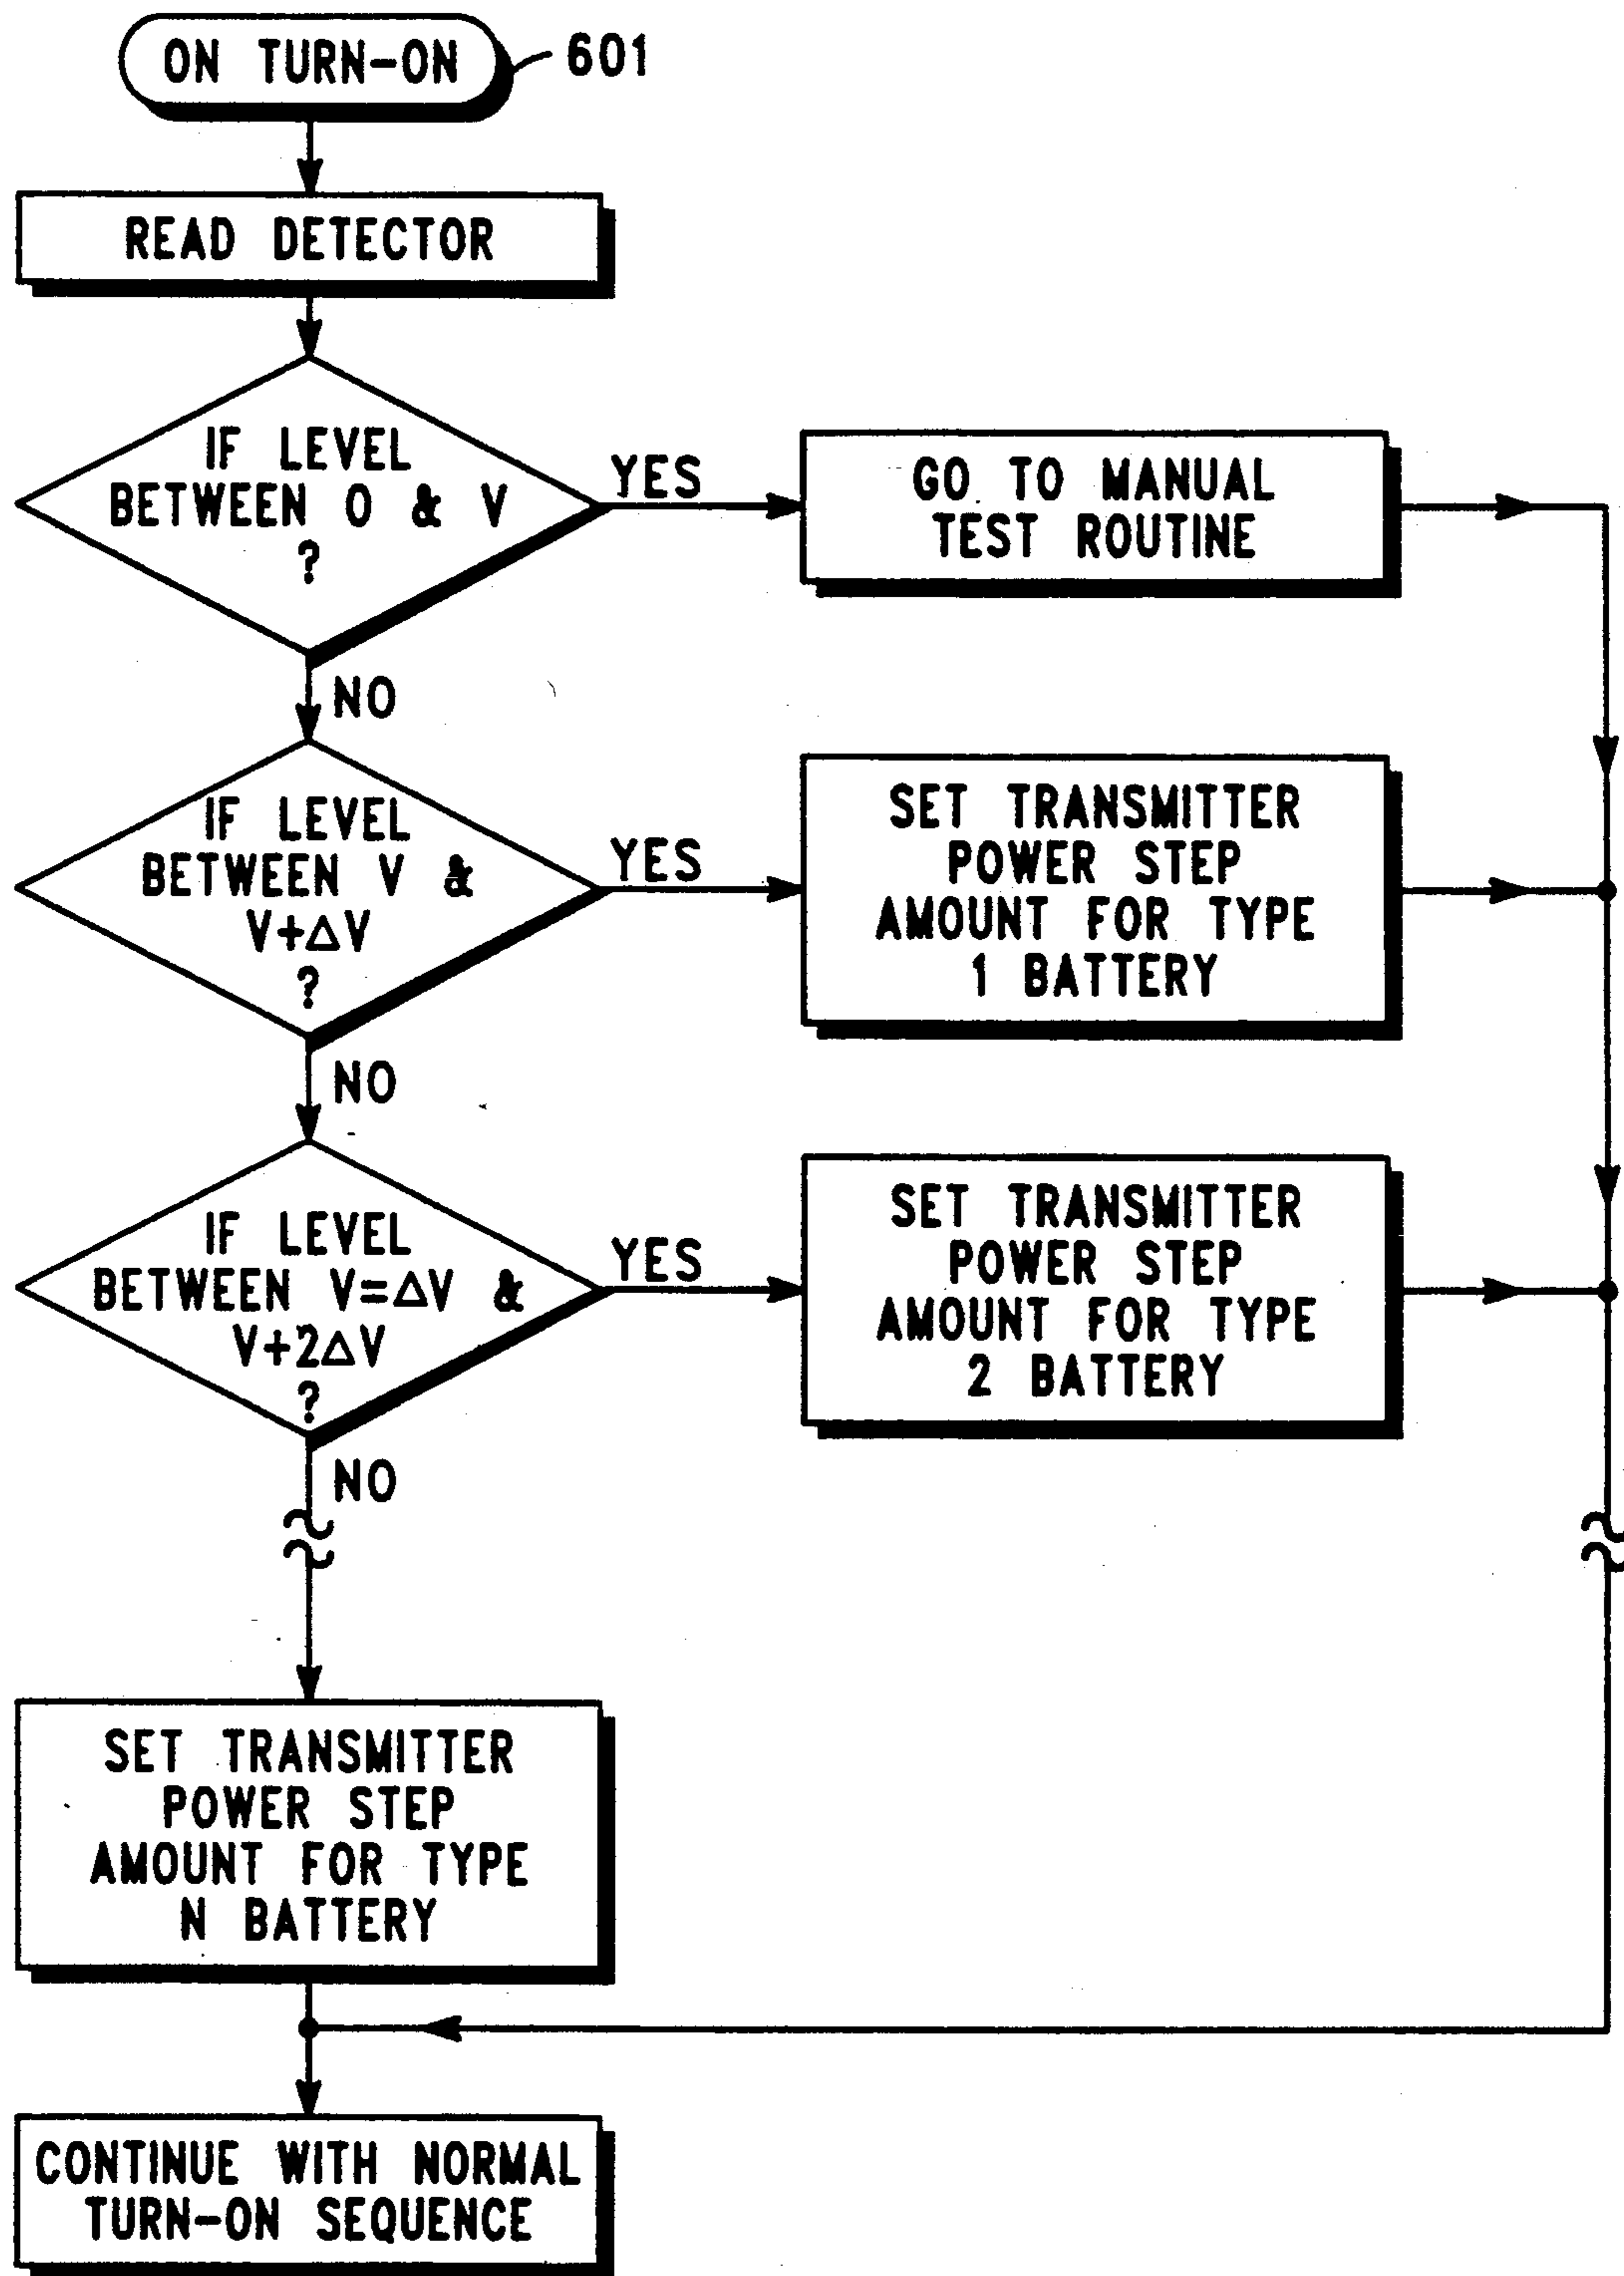 ON TURN-ON
601
READ DETECTOR
IF LEVEL
BETWEEN 0 & V
?
YES
GO TO MANUAL
TEST ROUTINE
NO
IF LEVEL
BETWEEN V &
V+△V
?
YES
SET TRANSMITTER
POWER STEP
AMOUNT FOR TYPE
1 BATTERY
NO
IF LEVEL
BETWEEN V=△V &
V+2△V
?
YES
SET TRANSMITTER
POWER STEP
AMOUNT FOR TYPE
2 BATTERY
NO
SET TRANSMITTER
POWER STEP
AMOUNT FOR TYPE
N BATTERY
CONTINUE WITH NORMAL
TURN-ON SEQUENCE